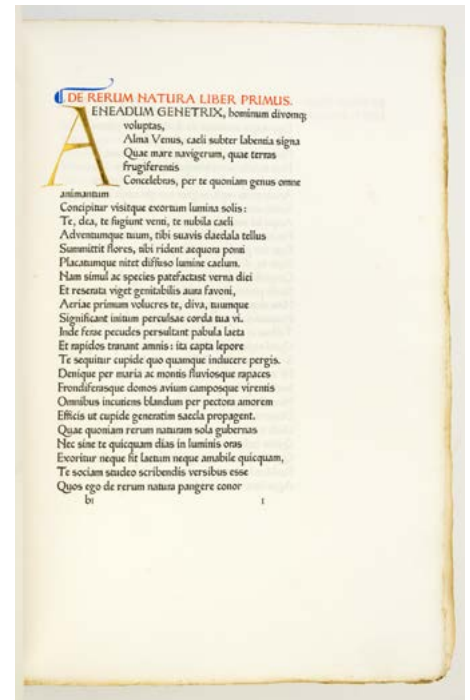 DE RERUM NATURA LIBER PRIMUS.
AENEADUM GENETRIX, hominum divomq;
voluptas,
Alma Venus, caeli subter labentia signa
Quae mare navigerum, quae terras
frugiferentis
Concelebras, per te quoniam genus omne
animantum
Concipitur visitque exortum lumina solis:
Te, dea, te fugiunt venti, te nubila caeli
Adventumque tuum, tibi suavis daedala tellus
Summittit flores, tibi rident aequora ponti
Placatumque nitet diffuso lumine caelum.
Nam simul ac species patefactast verna diei
Et reserata viget genitabilis aura favoni,
Aeriae primum volucres te, diva, tuumque
Significant initum perculsae corda tua vi.
Inde ferae pecudes persultant pabula laeta
Et rapidos tranant amnis: ita capta lepore
Te sequitur cupide quo quamque inducere pergis.
Denique per maria ac montis fluviosque rapaces
Frondiferasque domos avium camposque virentis
Omnibus incutiens blandum per pectora amorem
Efficis ut cupide generatim saecla propagent.
Quae quoniam rerum naturam sola gubernas
Nec sine te quicquam dias in luminis oras
Exoritur neque fit laetum neque amabile quicquam,
Te sociam studeo scribendis versibus esse
Quos ego de rerum natura pangere conor
b1 1